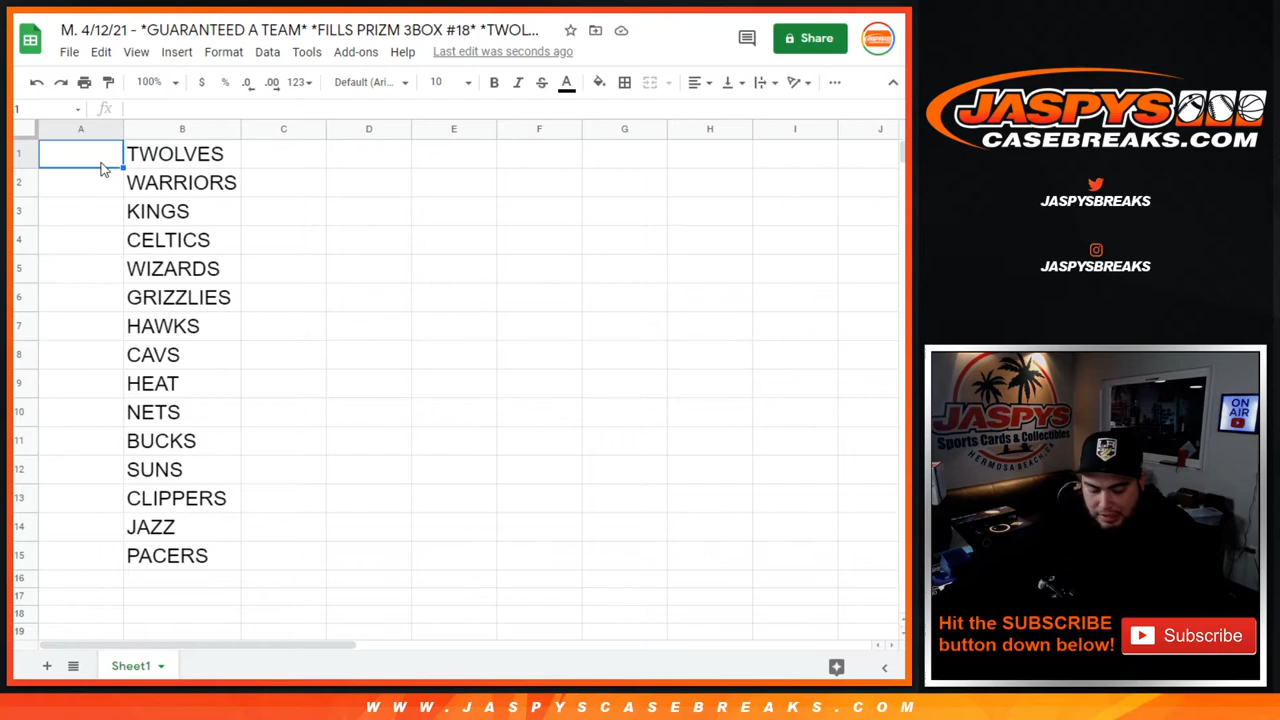 M. 4/12/21 - *GUARANTEED A TEAM* *FILLS PRIZM 3BOX #18* *TWOL...
File Edit View Insert Format Data Tools Add-ons Help Last edit was seconds ago
Share
100% $ % .0 .00 123 Default (Ari... 10 B I S A
1 fx
A B C D E F G H I J
1 TWOLVES
2 WARRIORS
3 KINGS
4 CELTICS
5 WIZARDS
6 GRIZZLIES
7 HAWKS
8 CAVS
9 HEAT
10 NETS
11 BUCKS
12 SUNS
13 CLIPPERS
14 JAZZ
15 PACERS
16
17
18
19
Sheet1
JASPYS
CASEBREAKS.COM
JASPYSBREAKS
JASPYSBREAKS
JASPYS
Sports Cards & Collectibles
HERMOSA BEACH, CA
ON
AIR
Hit the SUBSCRIBE
button down below!
Subscribe
WWW.JASPYSCASEBREAKS.COM